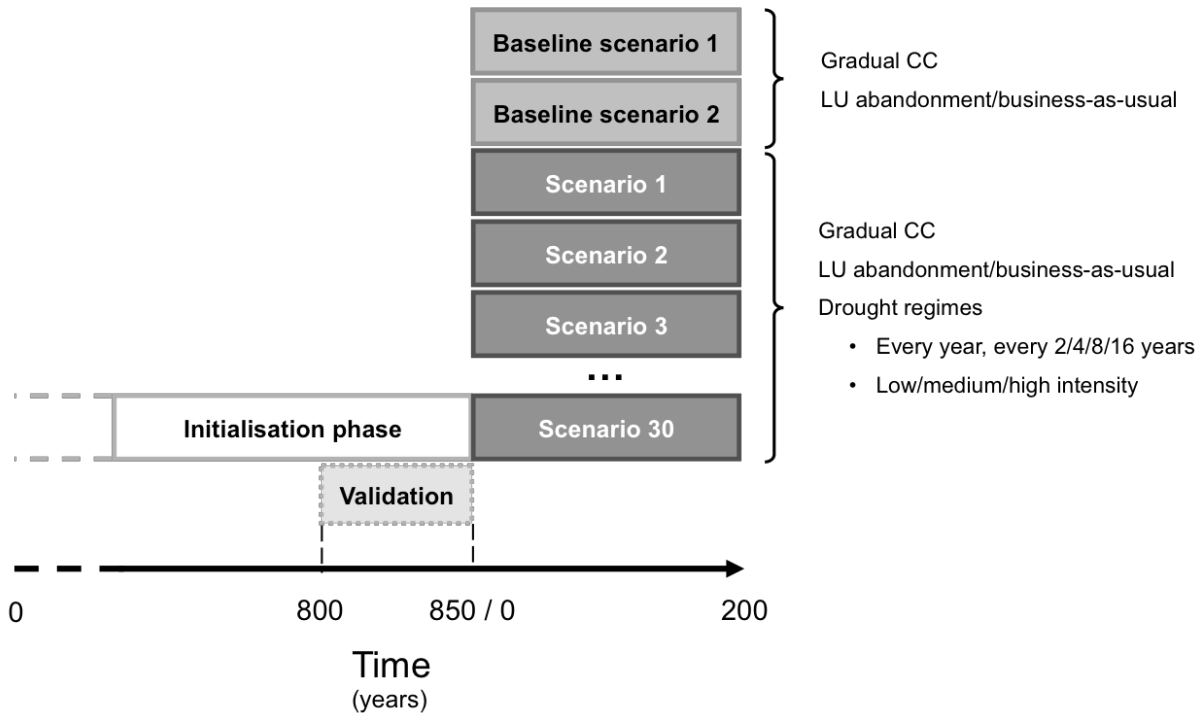 Baseline scenario 1
Baseline scenario 2
Gradual CC
LU abandonment/business-as-usual
Scenario 1
Scenario 2
Scenario 3
...
Scenario 30
Gradual CC
LU abandonment/business-as-usual
Drought regimes
• Every year, every 2/4/8/16 years
• Low/medium/high intensity
Initialisation phase
Validation
0
800
850 / 0
200
Time
(years)